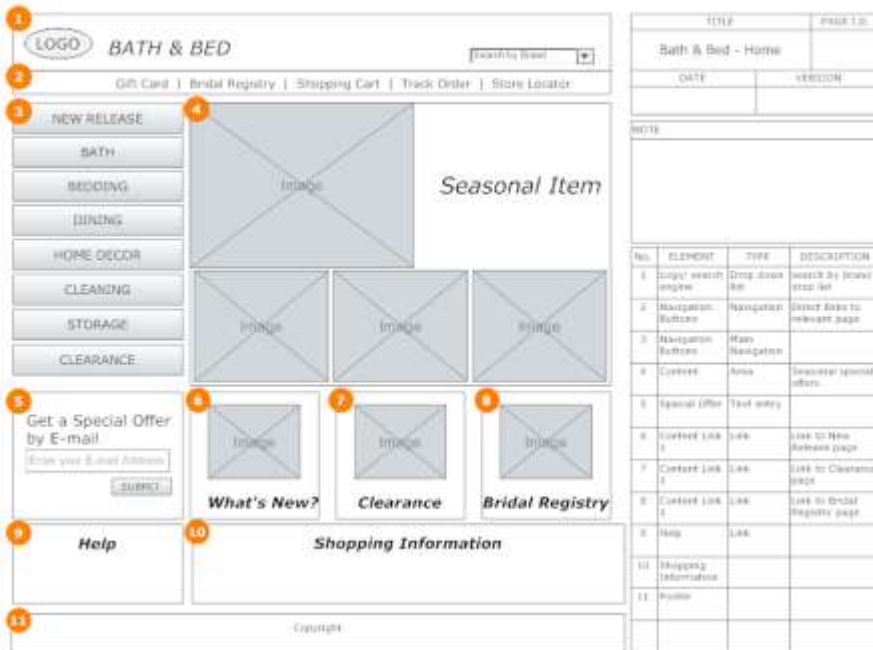 1
LOGO
BATH & BED
Search by Brand
2
Gift Card | Bridal Registry | Shopping Cart | Track Order | Store Locator
3
NEW RELEASE
BATH
BEDDING
DINING
HOME DECOR
CLEANING
STORAGE
CLEARANCE
4
Image
Seasonal Item
Image
Image
Image
5
Get a Special Offer
by E-mail
Enter your E-mail Address
SUBMIT
6
Image
What's New?
7
Image
Clearance
8
Image
Bridal Registry
9
Help
10
Shopping Information
11
Copyright
TITLE
PAGE I.D.
Bath & Bed - Home
DATE
VERSION
NOTE
No. ELEMENT TYPE DESCRIPTION
1 Logo/ search Drop down search by brand
engine list drop list
2 Navigation Navigation Direct links to
Buttons relevant page
3 Navigation Main
Buttons Navigation
4 Content Area Seasonal special
offers
5 Special Offer Text entry
6 Content Link Link Link to New
Release page
7 Content Link Link Link to Clearance
page
8 Content Link Link Link to Bridal
Registry page
9 Help Link
10 Shopping
Information
11